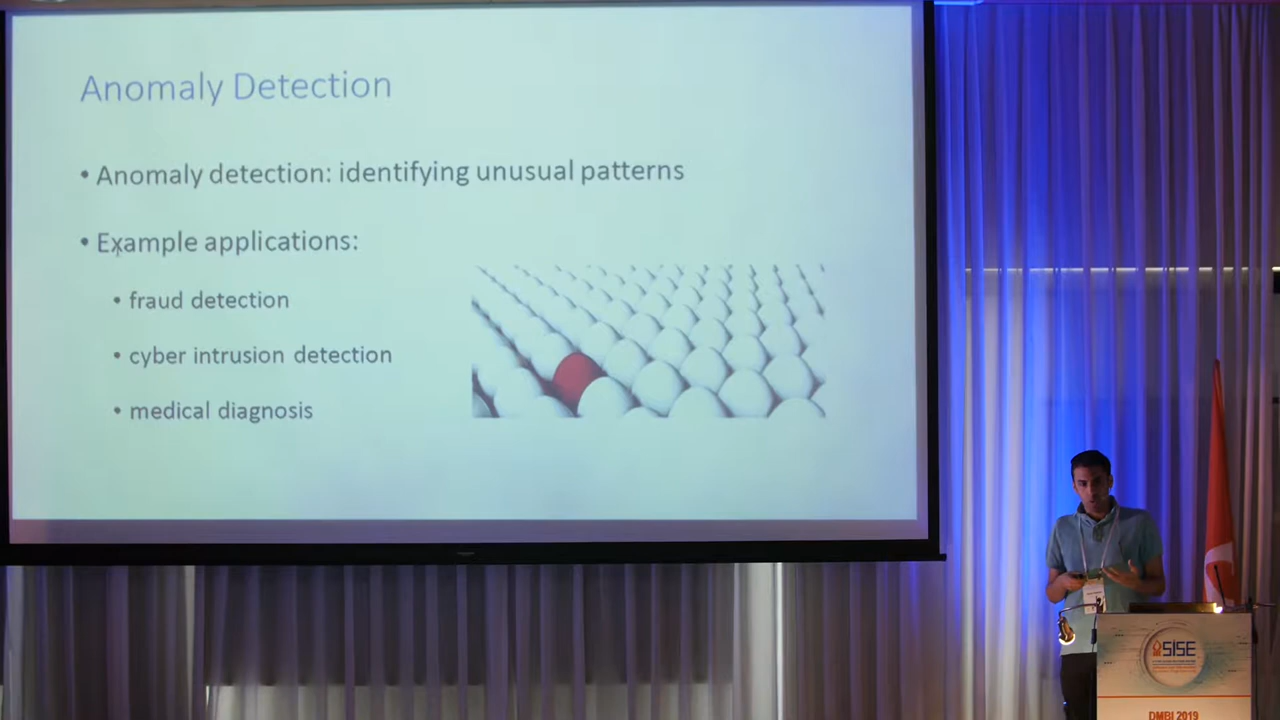 Anomaly Detection
• Anomaly detection: identifying unusual patterns
• Example applications:
• fraud detection
• cyber intrusion detection
• medical diagnosis
SISE
DMBI 2019